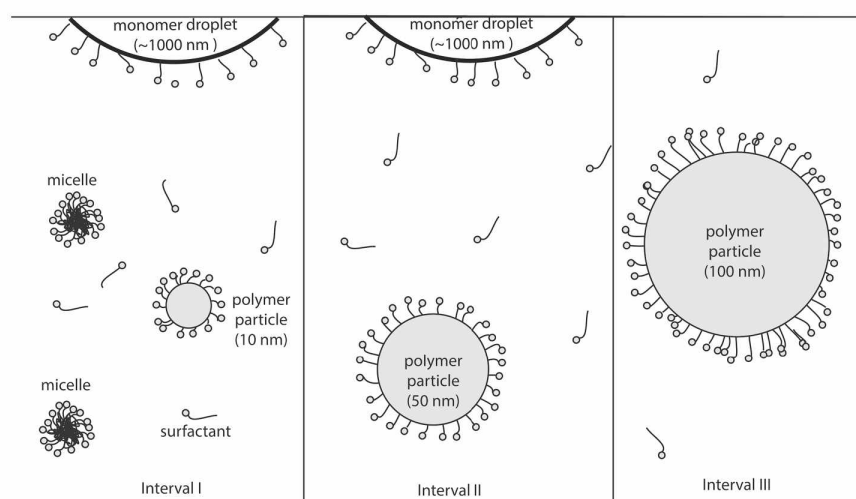 monomer droplet
(~1000 nm )
micelle
polymer
particle
(10 nm)
micelle
surfactant
Interval I
monomer droplet
(~1000 nm )
polymer
particle
(50 nm)
Interval II
polymer
particle
(100 nm)
Interval III